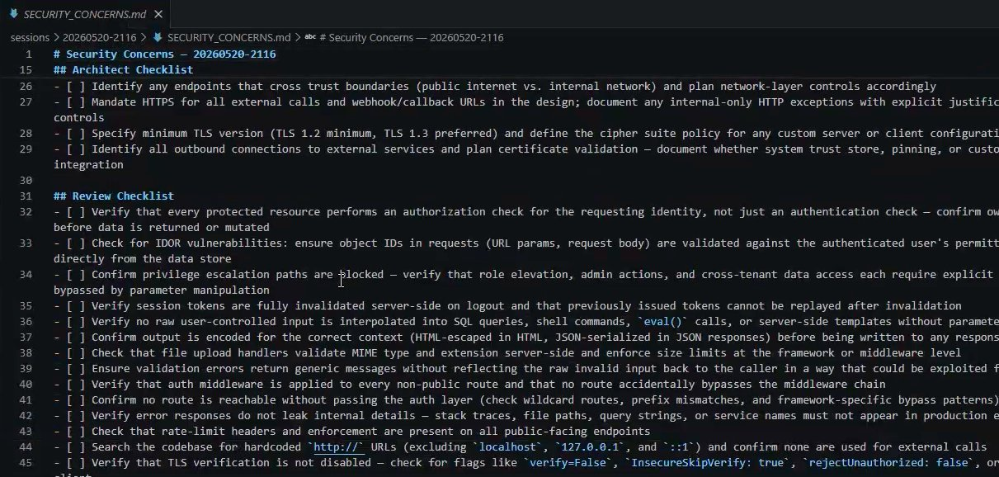 SECURITY_CONCERNS.md
sessions > 20260520-2116 > SECURITY_CONCERNS.md > abc # Security Concerns — 20260520-2116
1 # Security Concerns — 20260520-2116
15 ## Architect Checklist
26 - [ ] Identify any endpoints that cross trust boundaries (public internet vs. internal network) and plan network-layer controls accordingly
27 - [ ] Mandate HTTPS for all external calls and webhook/callback URLs in the design; document any internal-only HTTP exceptions with explicit justific
controls
28 - [ ] Specify minimum TLS version (TLS 1.2 minimum, TLS 1.3 preferred) and define the cipher suite policy for any custom server or client configurati
29 - [ ] Identify all outbound connections to external services and plan certificate validation — document whether system trust store, pinning, or custo
integration
30
31 ## Review Checklist
32 - [ ] Verify that every protected resource performs an authorization check for the requesting identity, not just an authentication check — confirm ow
before data is returned or mutated
33 - [ ] Check for IDOR vulnerabilities: ensure object IDs in requests (URL params, request body) are validated against the authenticated user's permitt
directly from the data store
34 - [ ] Confirm privilege escalation paths are blocked — verify that role elevation, admin actions, and cross-tenant data access each require explicit
bypassed by parameter manipulation
35 - [ ] Verify session tokens are fully invalidated server-side on logout and that previously issued tokens cannot be replayed after invalidation
36 - [ ] Verify no raw user-controlled input is interpolated into SQL queries, shell commands, `eval()` calls, or server-side templates without paramete
37 - [ ] Confirm output is encoded for the correct context (HTML-escaped in HTML, JSON-serialized in JSON responses) before being written to any respons
38 - [ ] Check that file upload handlers validate MIME type and extension server-side and enforce size limits at the framework or middleware level
39 - [ ] Ensure validation errors return generic messages without reflecting the raw invalid input back to the caller in a way that could be exploited f
40 - [ ] Verify that auth middleware is applied to every non-public route and that no route accidentally bypasses the middleware chain
41 - [ ] Confirm no route is reachable without passing the auth layer (check wildcard routes, prefix mismatches, and framework-specific bypass patterns)
42 - [ ] Verify error responses do not leak internal details — stack traces, file paths, query strings, or service names must not appear in production e
43 - [ ] Check that rate-limit headers and enforcement are present on all public-facing endpoints
44 - [ ] Search the codebase for hardcoded `http://` URLs (excluding `localhost`, `127.0.0.1`, and `::1`) and confirm none are used for external calls
45 - [ ] Verify that TLS verification is not disabled — check for flags like `verify=False`, `InsecureSkipVerify: true`, `rejectUnauthorized: false`, or